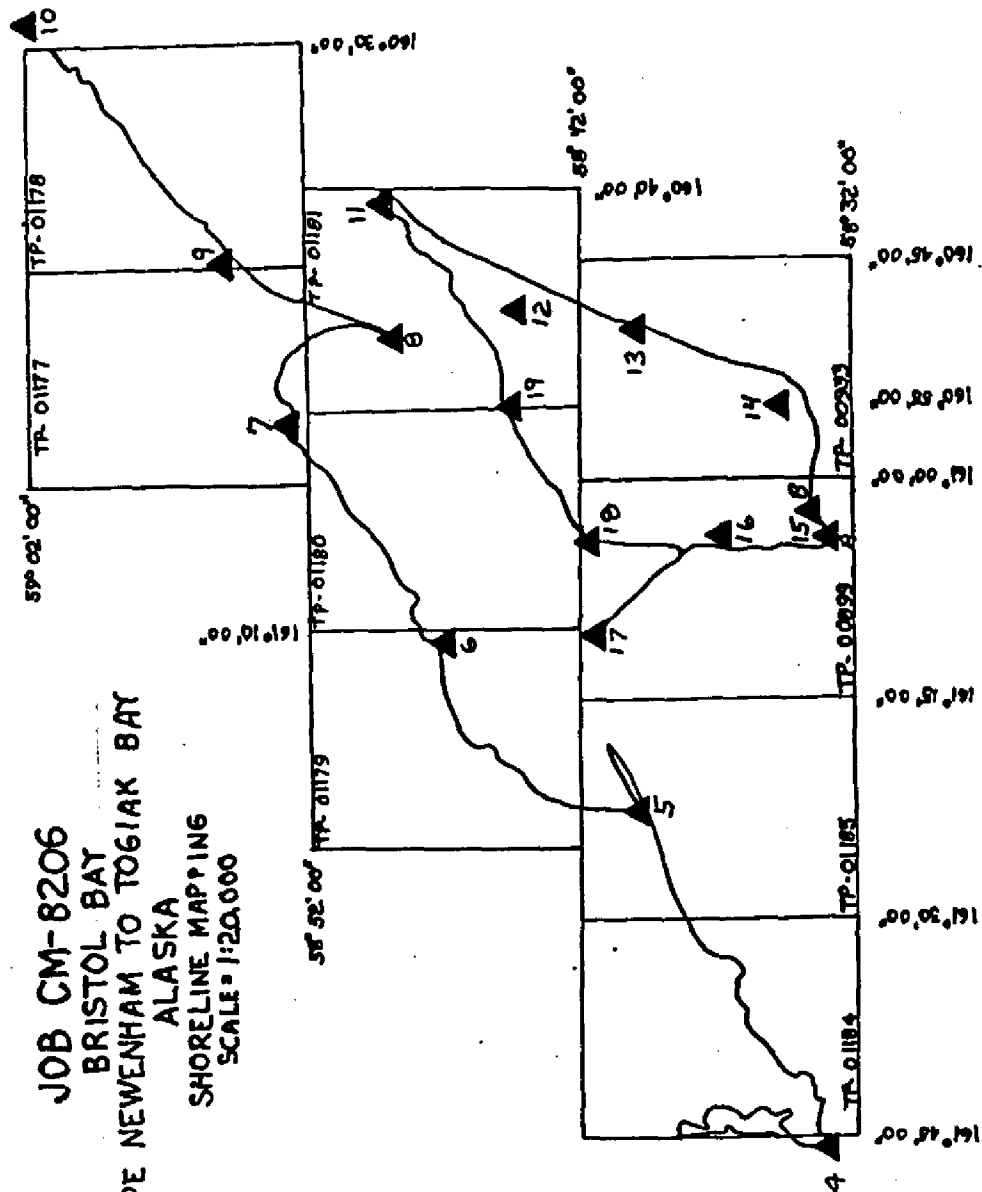 JOB CM-8206
BRISTOL BAY
PE NEWENHAM TO TOGIAK BAY
ALASKA
SHORELINE MAPPING
SCALE = 1:20,000
59° 02' 00"
TP-01177
TP-01178
10
9
7
8
160° 30' 00"
161° 10' 00"
58° 52' 00"
TP-01179
TP-01180
TP-01181
11
12
19
6
18
160° 40' 00"
58° 42' 00"
17
5
13
14
16
15
B
A
4
TP-01184
TP-01185
TP-00899
58° 32' 00"
161° 45' 00"
161° 30' 00"
161° 15' 00"
161° 00' 00"
160° 55' 00"
160° 45' 00"